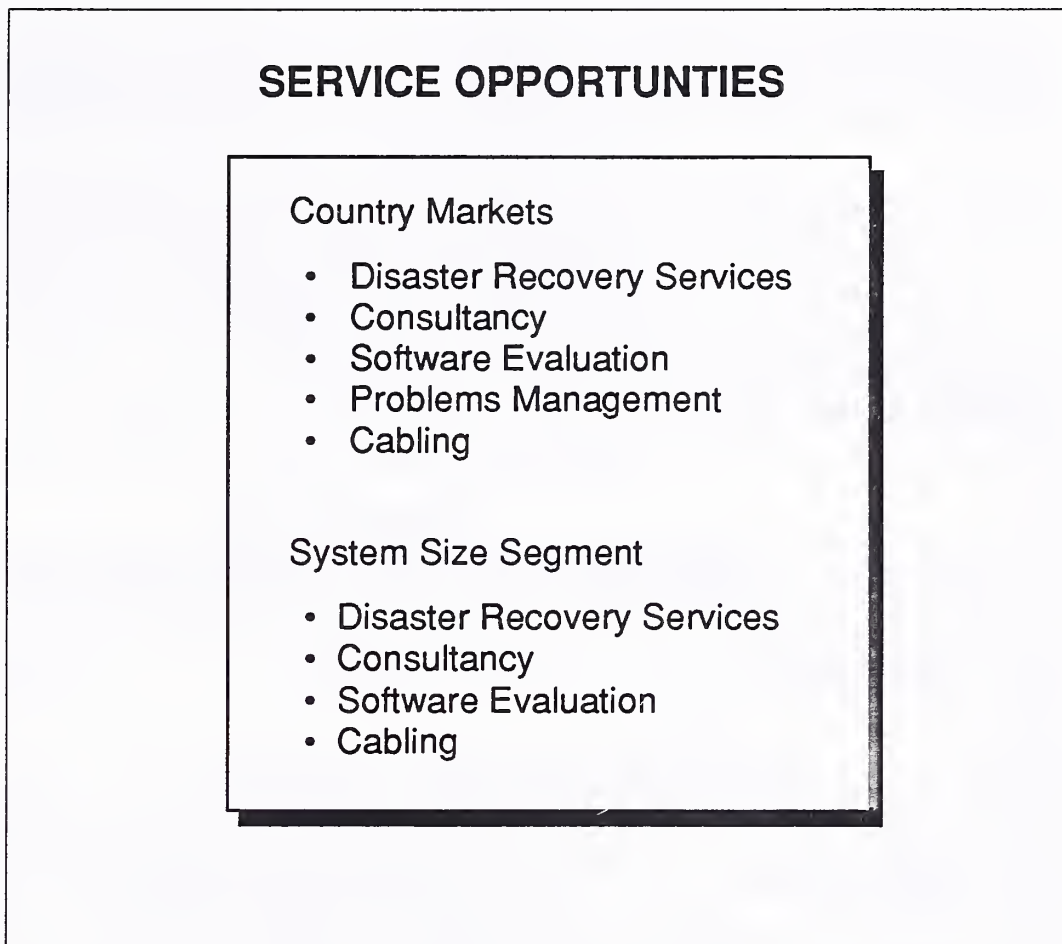 SERVICE OPPORTUNTIES
Country Markets
• Disaster Recovery Services
• Consultancy
• Software Evaluation
• Problems Management
• Cabling
System Size Segment
• Disaster Recovery Services
• Consultancy
• Software Evaluation
• Cabling